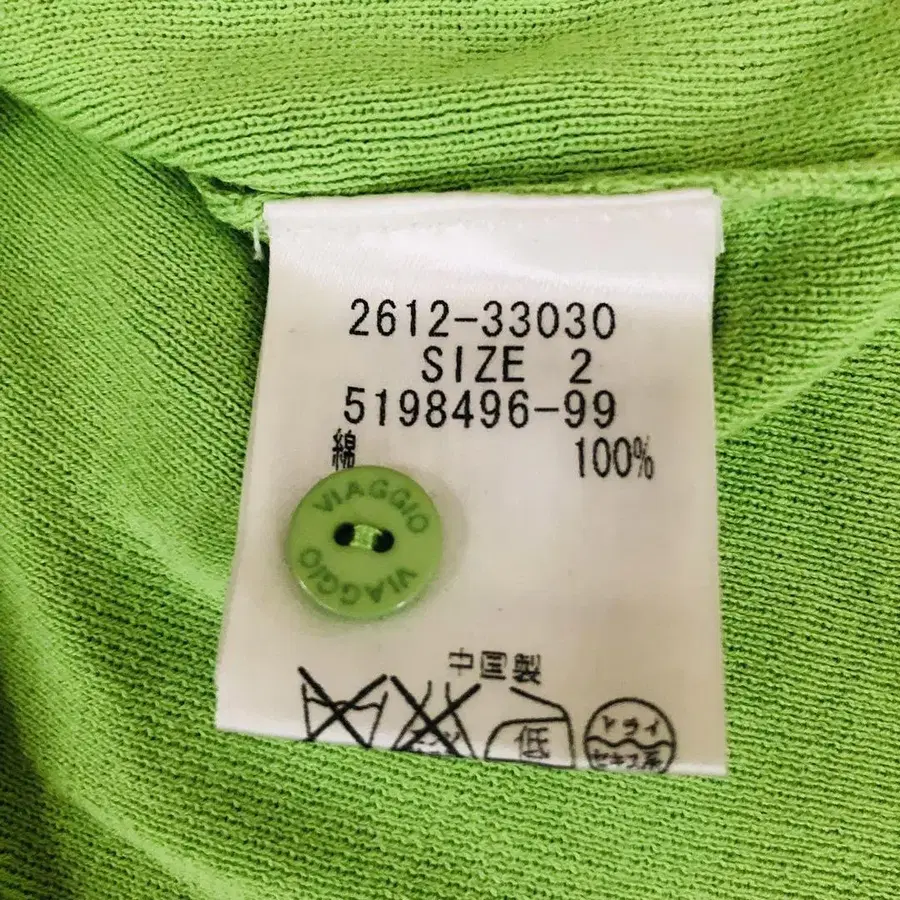 2612-33030
SIZE 2
5198496-99
綿 100%
VIAGGIO
VIAGGIO
中国製
低
ドライ
セキユ系